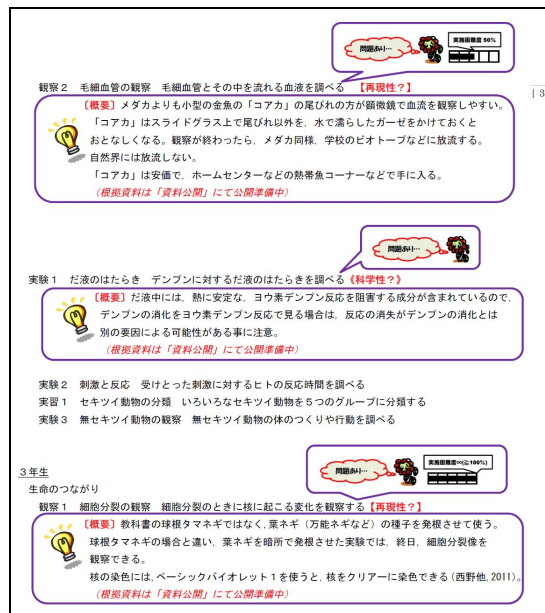 問題あり…
実施困難度 50%
観察2 毛細血管の観察 毛細血管とその中を流れる血液を調べる 【再現性?】
| 3
〔概要〕メダカよりも小型の金魚の「コアカ」の尾びれの方が顕微鏡で血流を観察しやすい。
「コアカ」はスライドグラス上で尾びれ以外を,水で濡らしたガーゼをかけておくと
おとなしくなる。観察が終わったら,メダカ同様,学校のビオトープなどに放流する。
自然界には放流しない。
「コアカ」は安価で,ホームセンターなどの熱帯魚コーナーなどで手に入る。
(根拠資料は「資料公開」にて公開準備中)
問題あり…
実験1 だ液のはたらき デンプンに対するだ液のはたらきを調べる《科学性?》
〔概要〕だ液中には,熱に安定な,ヨウ素デンプン反応を阻害する成分が含まれているので,
デンプンの消化をヨウ素デンプン反応で見る場合は,反応の消失がデンプンの消化とは
別の要因による可能性がある事に注意。
(根拠資料は「資料公開」にて公開準備中)
実験2 刺激と反応 受けとった刺激に対するヒトの反応時間を調べる
実習1 セキツイ動物の分類 いろいろなセキツイ動物を5つのグループに分類する
実験3 無セキツイ動物の観察 無セキツイ動物の体のつくりや行動を調べる
問題あり…
実施困難度∞(≧100%)
3年生
生命のつながり
観察1 細胞分裂の観察 細胞分裂のときに核に起こる変化を観察する【再現性?】
〔概要〕教科書の球根タマネギではなく,葉ネギ(万能ネギなど)の種子を発根させて使う。
球根タマネギの場合と違い,葉ネギを暗所で発根させた実験では,終日,細胞分裂像を
観察できる。
核の染色には,ベーシックバイオレット1を使うと,核をクリアーに染色できる(西野他,2011)。
(根拠資料は「資料公開」にて公開準備中)